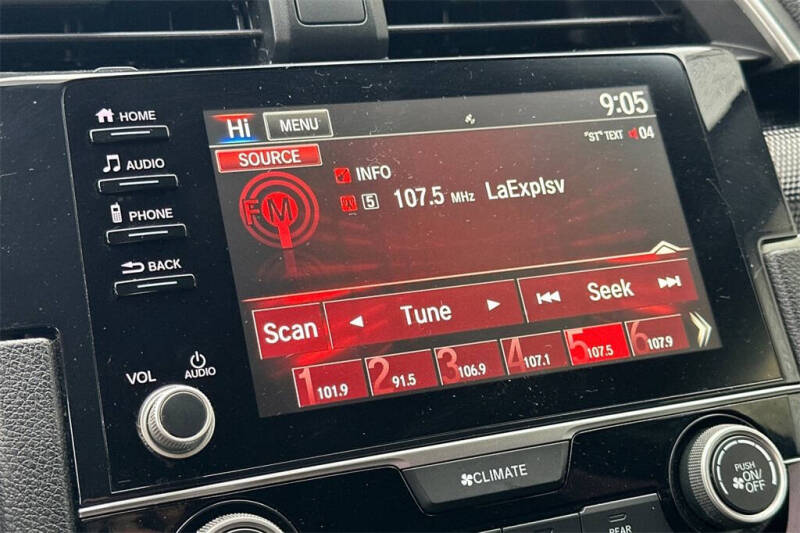 HOME
AUDIO
PHONE
BACK
VOL
AUDIO
Hi MENU
9:05
SOURCE
"ST" TEXT 04
INFO
FM
5 107.5 MHz LaExplsv
Scan Tune Seek
1 101.9 2 91.5 3 106.9 4 107.1 5 107.5 6 107.9
CLIMATE
PUSH
ON/
OFF
REAR